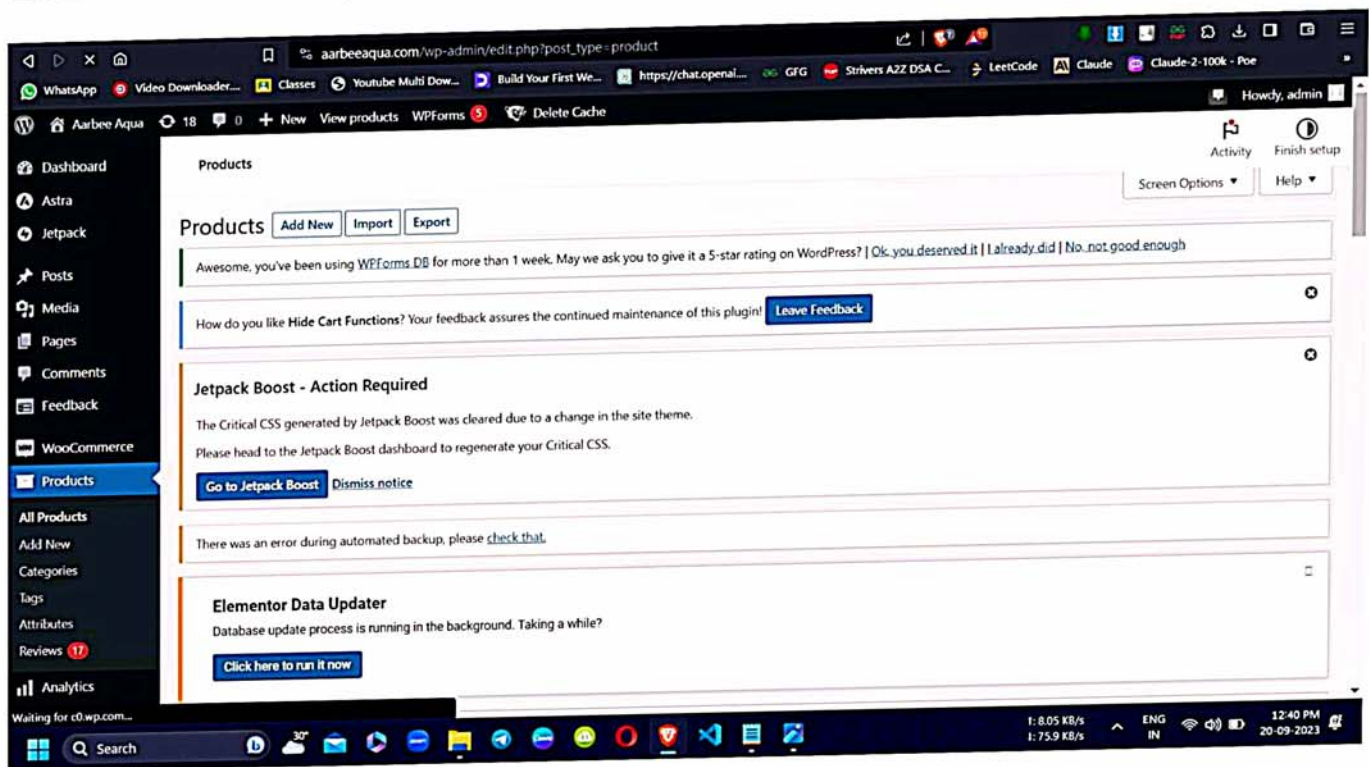 aarbeeaqua.com/wp-admin/edit.php?post_type=product
WhatsApp Video Downloader.... Classes Youtube Multi Dow... Build Your First We... https://chat.openai.... GFG Strivers A2Z DSA C... LeetCode Claude Claude-2-100k - Poe
Aarbee Aqua 18 0 + New View products WPForms 5 Delete Cache Howdy, admin
Activity Finish setup
Products
Screen Options ▼ Help ▼
Dashboard
Astra
Jetpack
Posts
Media
Pages
Comments
Feedback
WooCommerce
Products
All Products
Add New
Categories
Tags
Attributes
Reviews 17
Analytics
Products Add New Import Export
Awesome, you've been using WPForms DB for more than 1 week. May we ask you to give it a 5-star rating on WordPress? | Ok, you deserved it | I already did | No, not good enough
How do you like Hide Cart Functions? Your feedback assures the continued maintenance of this plugin! Leave Feedback
Jetpack Boost - Action Required
The Critical CSS generated by Jetpack Boost was cleared due to a change in the site theme.
Please head to the Jetpack Boost dashboard to regenerate your Critical CSS.
Go to Jetpack Boost Dismiss notice
There was an error during automated backup, please check that.
Elementor Data Updater
Database update process is running in the background. Taking a while?
Click here to run it now
Waiting for c0.wp.com...
Search 30° 
t: 8.05 KB/s
↓: 75.9 KB/s
ENG
IN
12:40 PM
20-09-2023